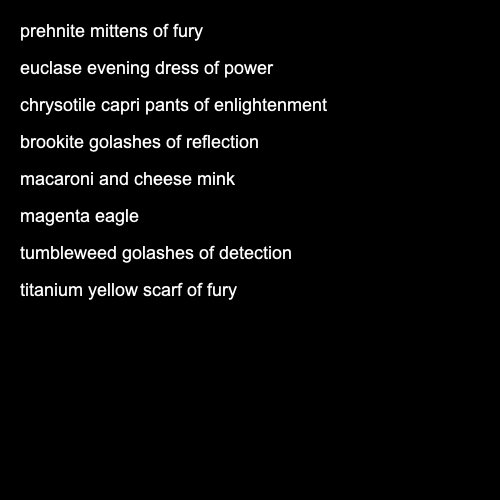 prehnite mittens of fury
euclase evening dress of power
chrysotile capri pants of enlightenment
brookite golashes of reflection
macaroni and cheese mink
magenta eagle
tumbleweed golashes of detection
titanium yellow scarf of fury